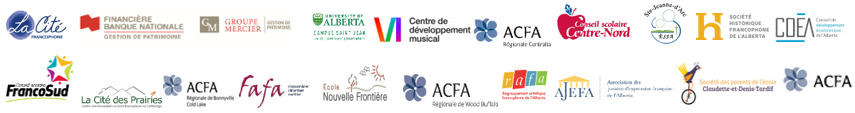 La Cité
FRANCOPHONE
FINANCIÈRE
BANQUE NATIONALE
GESTION DE PATRIMOINE
GM
GROUPE
MERCIER
GESTION DE
PATRIMOINE
UNIVERSITY OF
ALBERTA
CAMPUS SAINT-JEAN
Centre de
développement
musical
ACFA
Régionale Centralta
Conseil scolaire
Centre-Nord
Ste-Jeanne-d'Arc
SOCIÉTÉ
HISTORIQUE
FRANCOPHONE
DE L'ALBERTA
CDÉA
Conseil de
développement
économique
de l'Alberta
Conseil scolaire
FrancoSud
La Cité des Prairies
ACFA
Régionale de Bonnyville
Cold Lake
fafa
École
Nouvelle Frontière
ACFA
Régionale de Wood Buffalo
rafa
Regroupement artistique
francophone de l'Alberta
AJEFA
Association des
juristes d'expression française
de l'Alberta
Société des parents de l'école
Claudette-et-Denis-Tardif
ACFA